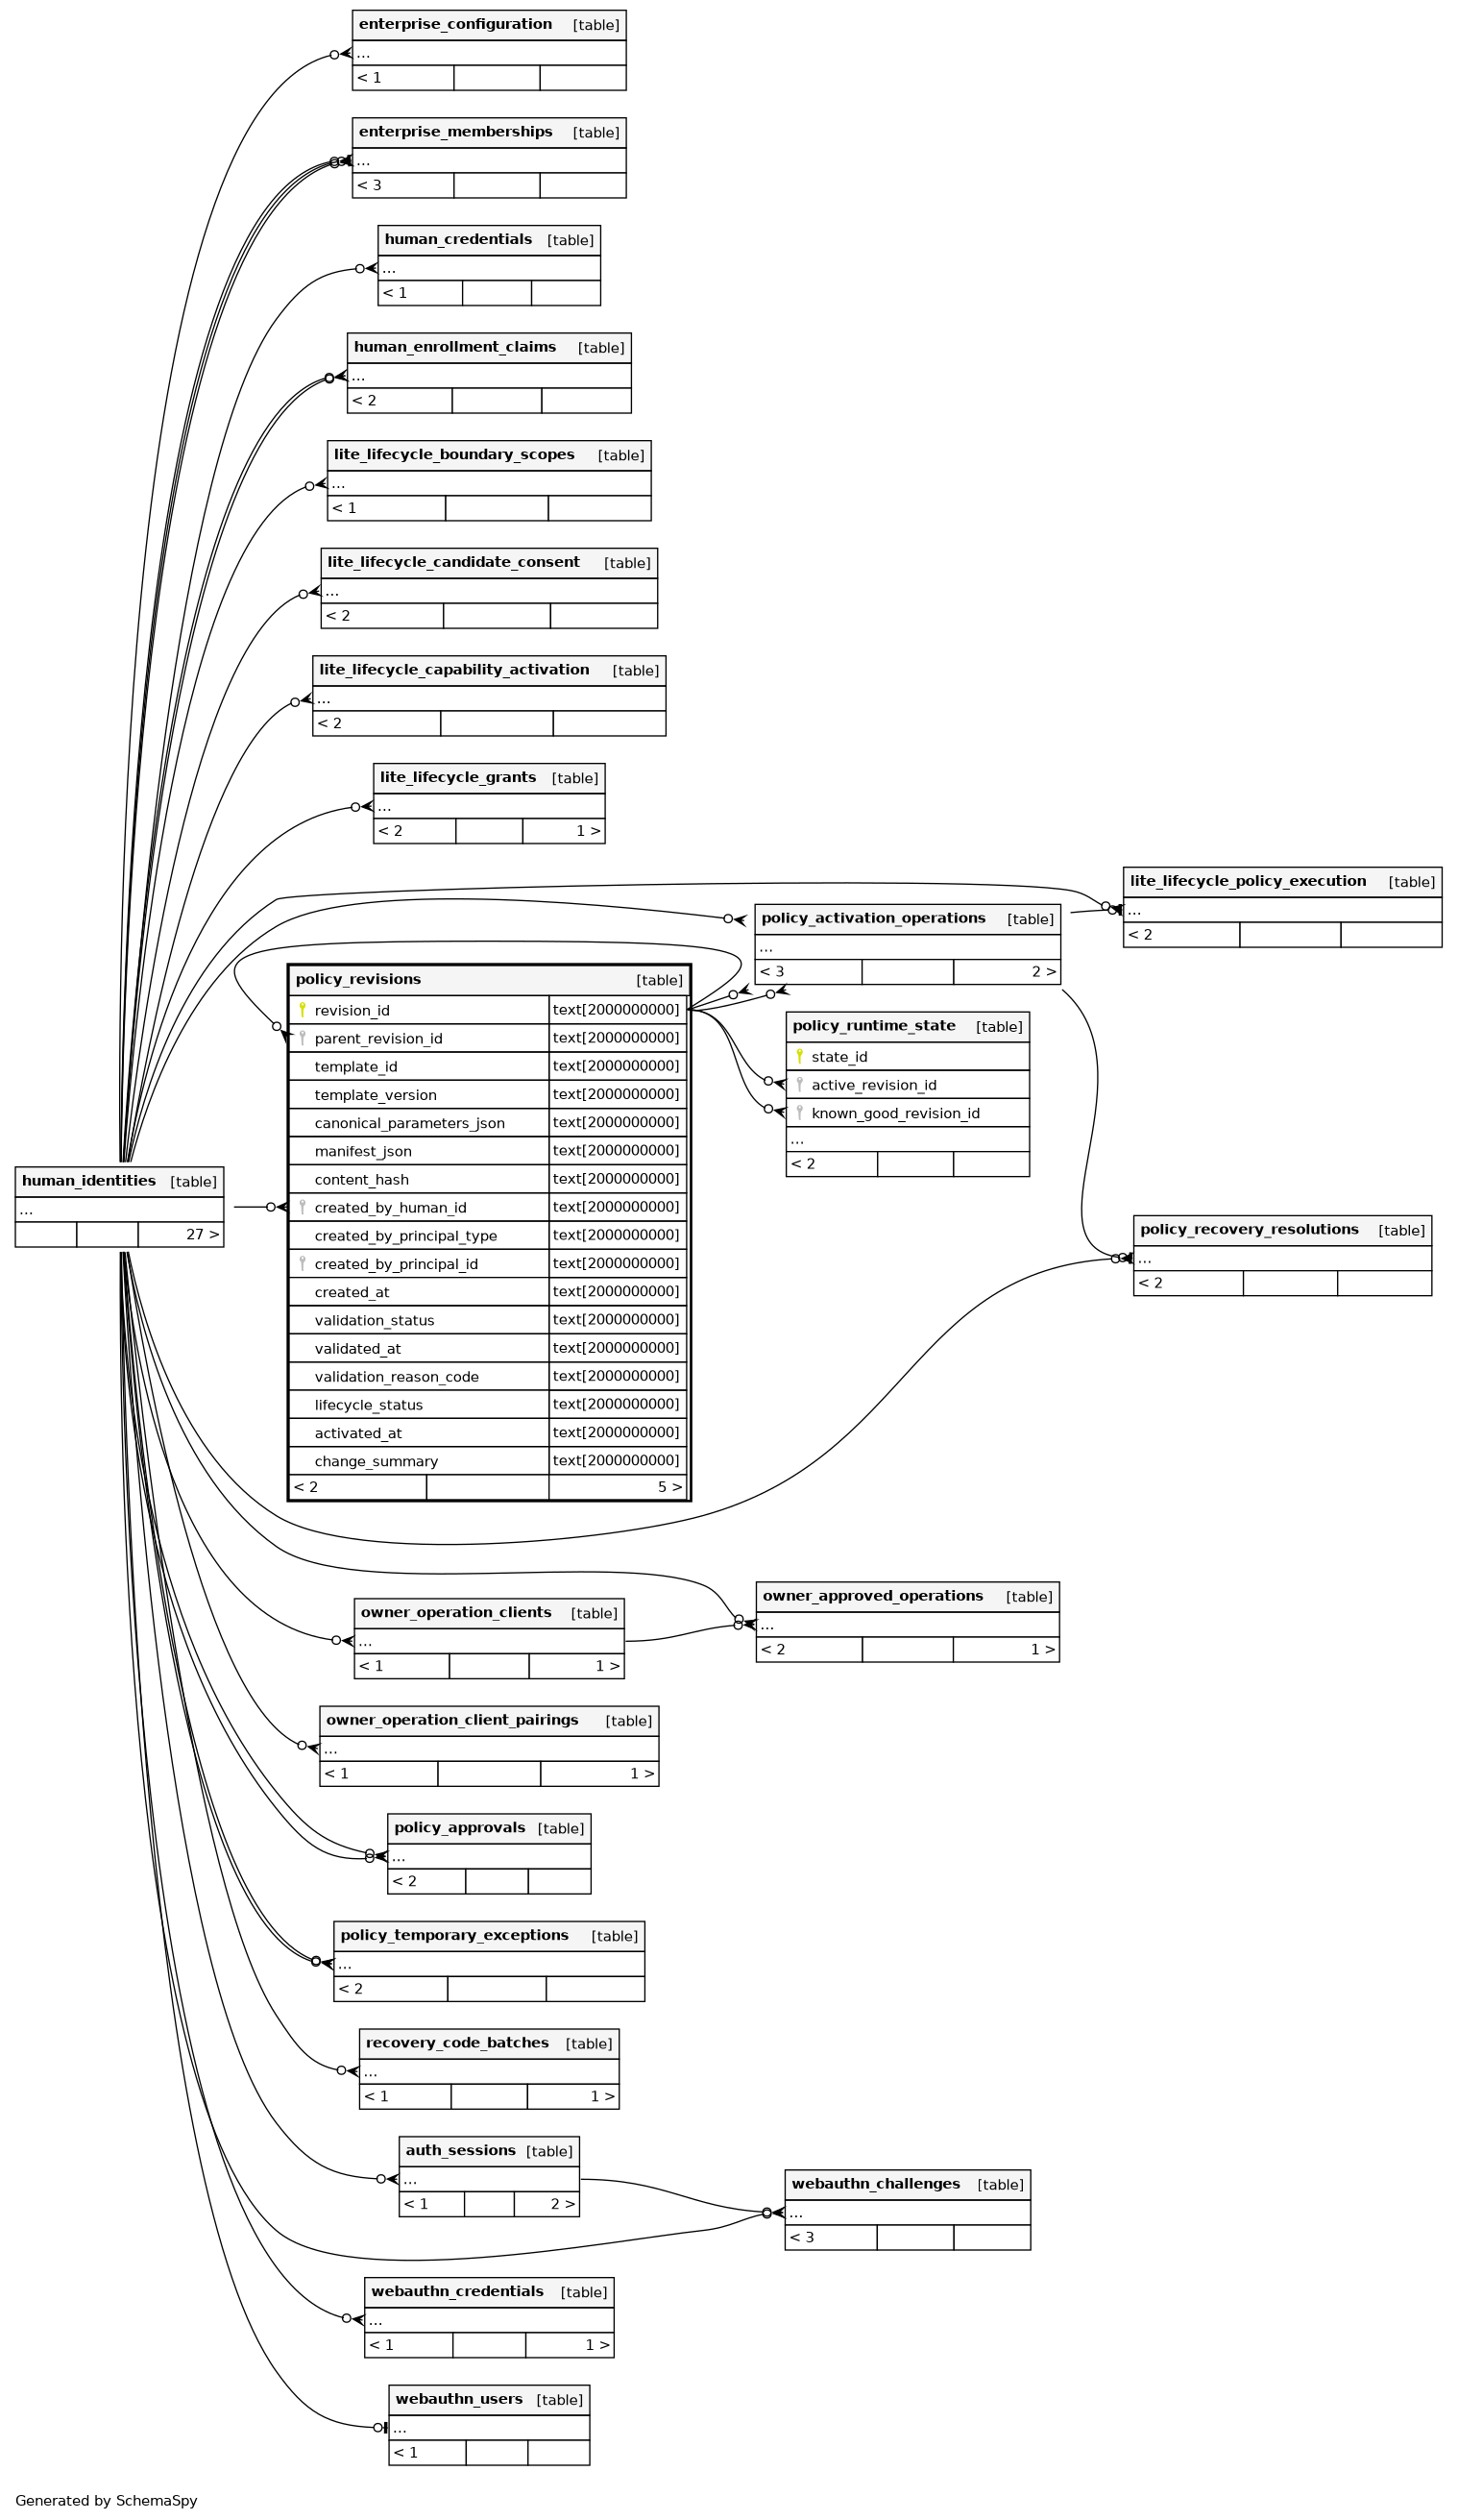 enterprise_configuration [table]
...
< 1
enterprise_memberships [table]
...
< 3
human_credentials [table]
...
< 1
human_enrollment_claims [table]
...
< 2
lite_lifecycle_boundary_scopes [table]
...
< 1
lite_lifecycle_candidate_consent [table]
...
< 2
lite_lifecycle_capability_activation [table]
...
< 2
lite_lifecycle_grants [table]
...
< 2 1 >
lite_lifecycle_policy_execution [table]
...
< 2
policy_activation_operations [table]
...
< 3 2 >
policy_revisions [table]
revision_id text[2000000000]
parent_revision_id text[2000000000]
template_id text[2000000000]
template_version text[2000000000]
canonical_parameters_json text[2000000000]
manifest_json text[2000000000]
content_hash text[2000000000]
created_by_human_id text[2000000000]
created_by_principal_type text[2000000000]
created_by_principal_id text[2000000000]
created_at text[2000000000]
validation_status text[2000000000]
validated_at text[2000000000]
validation_reason_code text[2000000000]
lifecycle_status text[2000000000]
activated_at text[2000000000]
change_summary text[2000000000]
< 2 5 >
policy_runtime_state [table]
state_id
active_revision_id
known_good_revision_id
...
< 2
human_identities [table]
...
27 >
policy_recovery_resolutions [table]
...
< 2
owner_approved_operations [table]
...
< 2 1 >
owner_operation_clients [table]
...
< 1 1 >
owner_operation_client_pairings [table]
...
< 1 1 >
policy_approvals [table]
...
< 2
policy_temporary_exceptions [table]
...
< 2
recovery_code_batches [table]
...
< 1 1 >
auth_sessions [table]
...
< 1 2 >
webauthn_challenges [table]
...
< 3
webauthn_credentials [table]
...
< 1 1 >
webauthn_users [table]
...
< 1
Generated by SchemaSpy